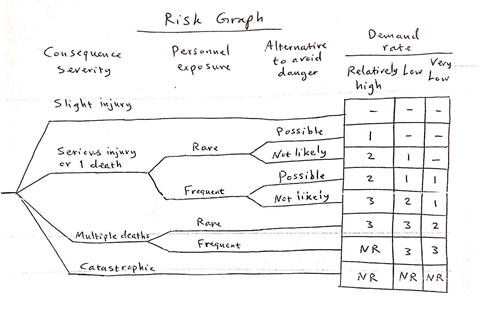 Risk Graph
Consequence Severity
Personnel exposure
Alternative to avoid danger
Demand rate
Relatively high
Low
Very Low
Slight injury
- - -
Serious injury or 1 death
Rare
Possible
1 - -
Not likely
2 1 -
Frequent
Possible
2 1 1
Not likely
3 2 1
Multiple deaths
Rare
3 3 2
Frequent
NR 3 3
Catastrophic
NR NR NR